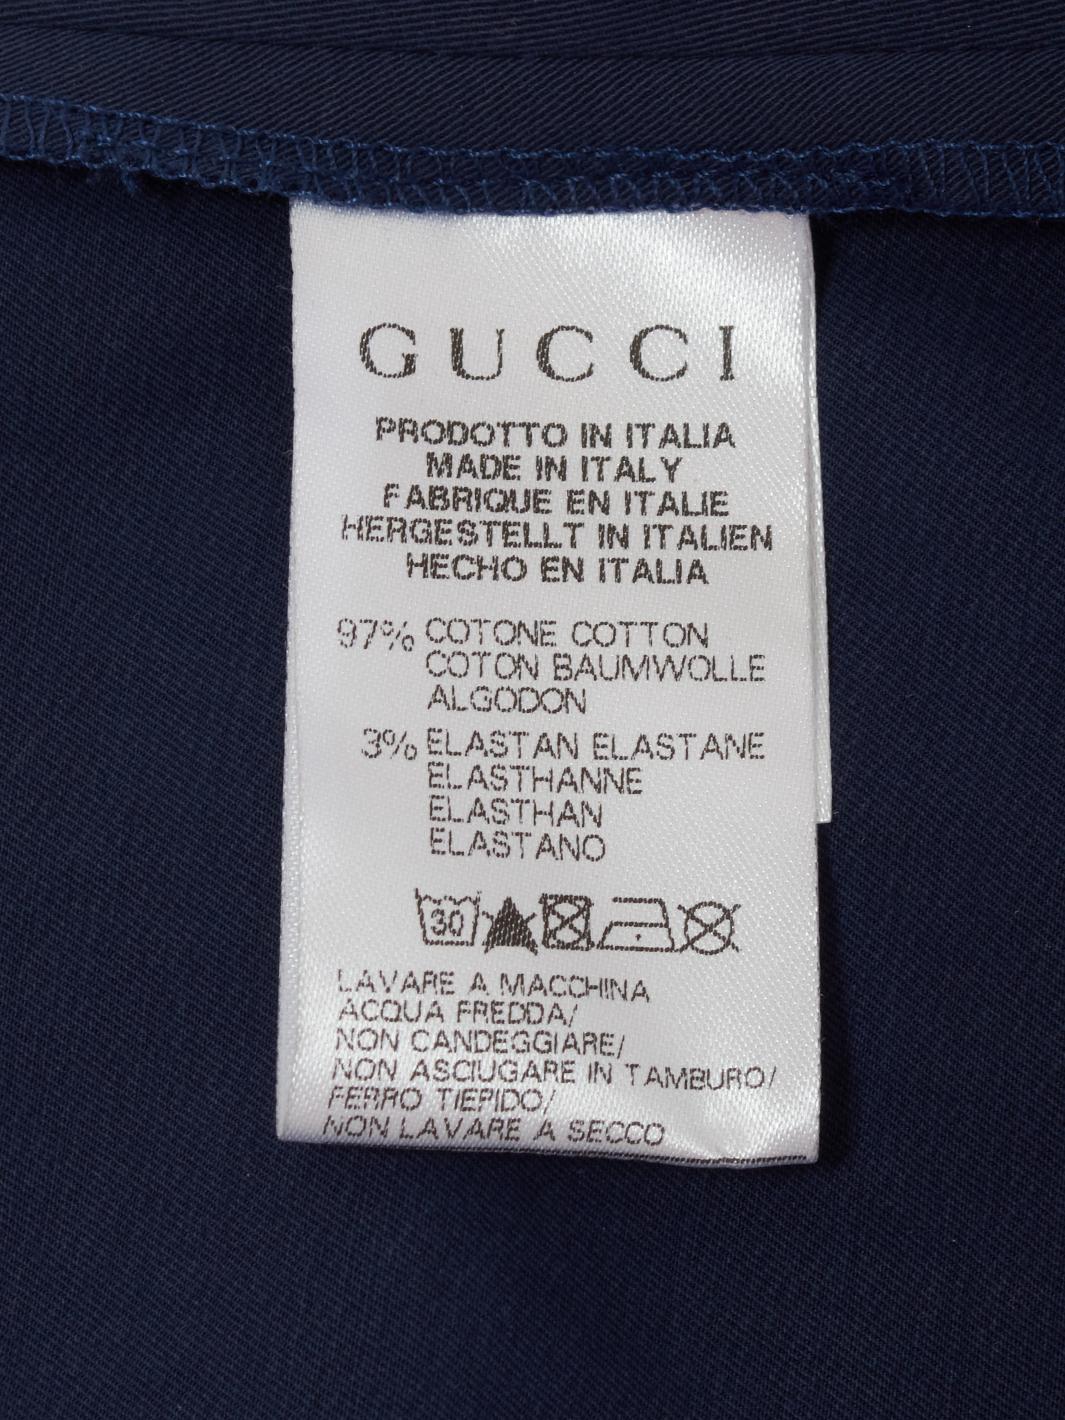 GUCCI
PRODOTTO IN ITALIA
MADE IN ITALY
FABRIQUE EN ITALIE
HERGESTELLT IN ITALIEN
HECHO EN ITALIA
97% COTONE COTTON
COTON BAUMWOLLE
ALGODON
3% ELASTAN ELASTANE
ELASTHANNE
ELASTHAN
ELASTANO
30
LAVARE A MACCHINA
ACQUA FREDDA/
NON CANDEGGIARE/
NON ASCIUGARE IN TAMBURO/
FERRO TIEPIDO/
NON LAVARE A SECCO